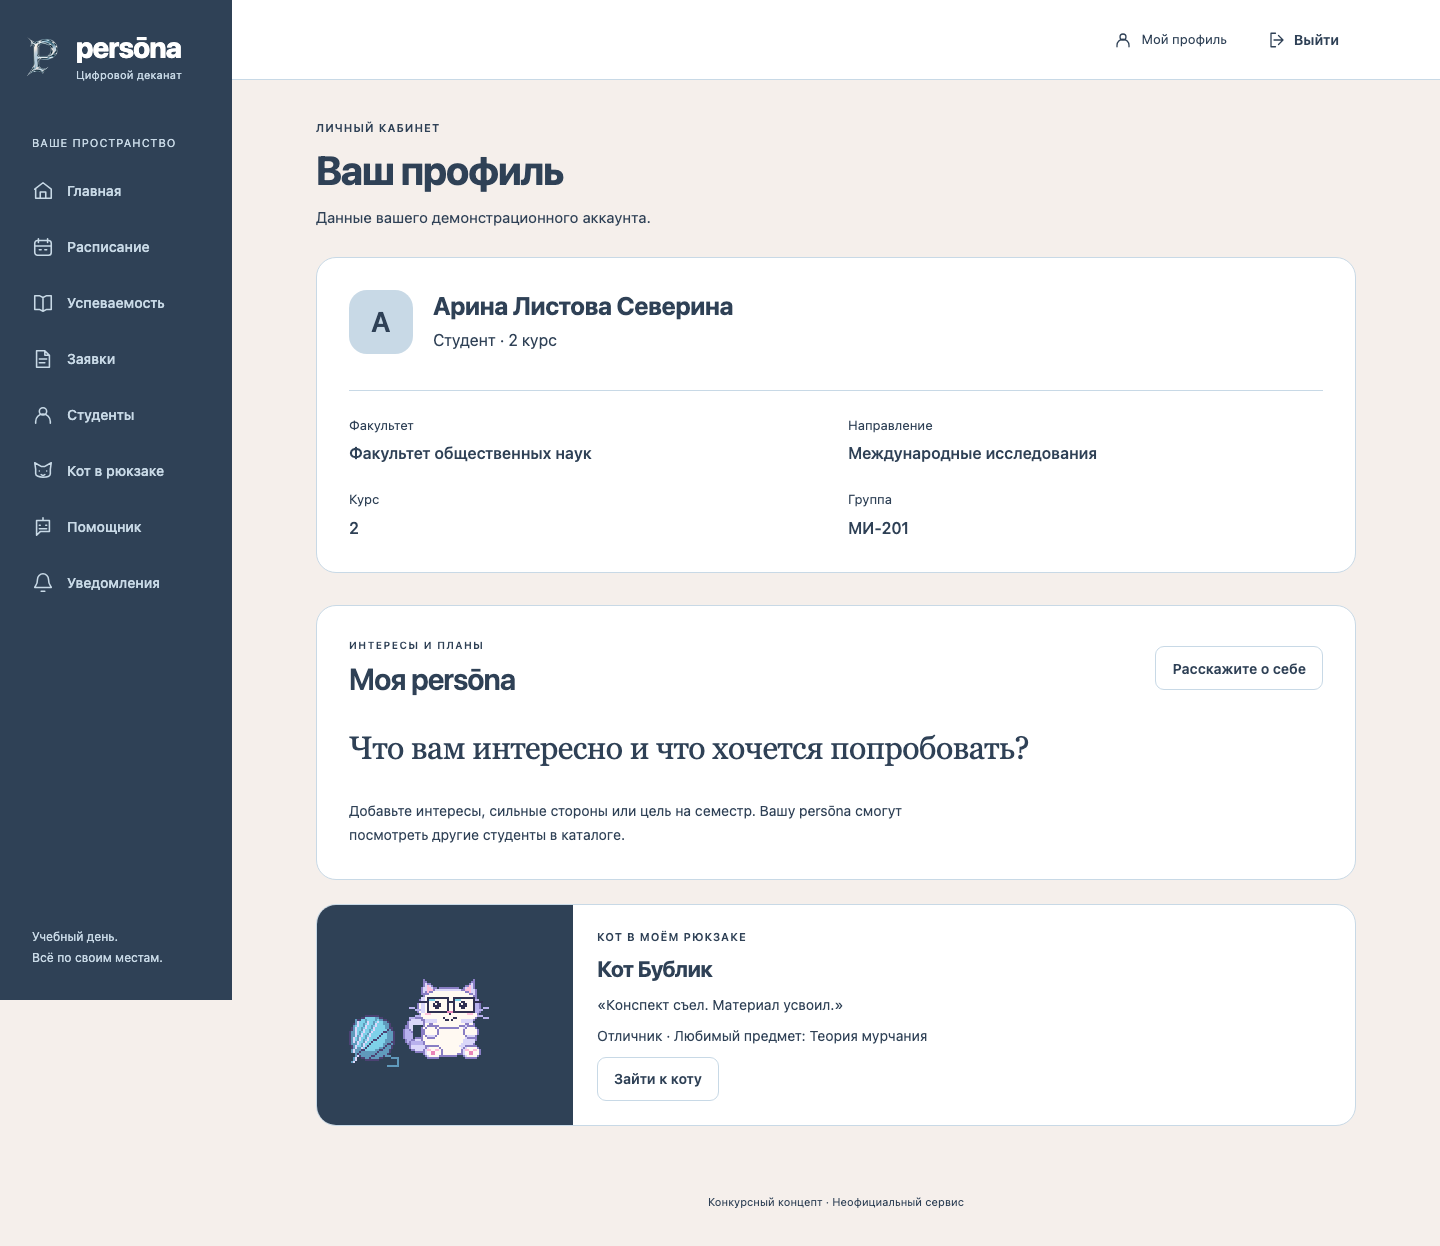 persōna
Цифровой деканат
ВАШЕ ПРОСТРАНСТВО
Главная
Расписание
Успеваемость
Заявки
Студенты
Кот в рюкзаке
Помощник
Уведомления
Учебный день.
Всё по своим местам.
Мой профиль
Выйти
ЛИЧНЫЙ КАБИНЕТ
Ваш профиль
Данные вашего демонстрационного аккаунта.
А
Арина Листова Северина
Студент · 2 курс
Факультет
Факультет общественных наук
Направление
Международные исследования
Курс
2
Группа
МИ-201
ИНТЕРЕСЫ И ПЛАНЫ
Моя persōna
Расскажите о себе
Что вам интересно и что хочется попробовать?
Добавьте интересы, сильные стороны или цель на семестр. Вашу persōna смогут
посмотреть другие студенты в каталоге.
КОТ В МОЁМ РЮКЗАКЕ
Кот Бублик
«Конспект съел. Материал усвоил.»
Отличник · Любимый предмет: Теория мурчания
Зайти к коту
Конкурсный концепт · Неофициальный сервис